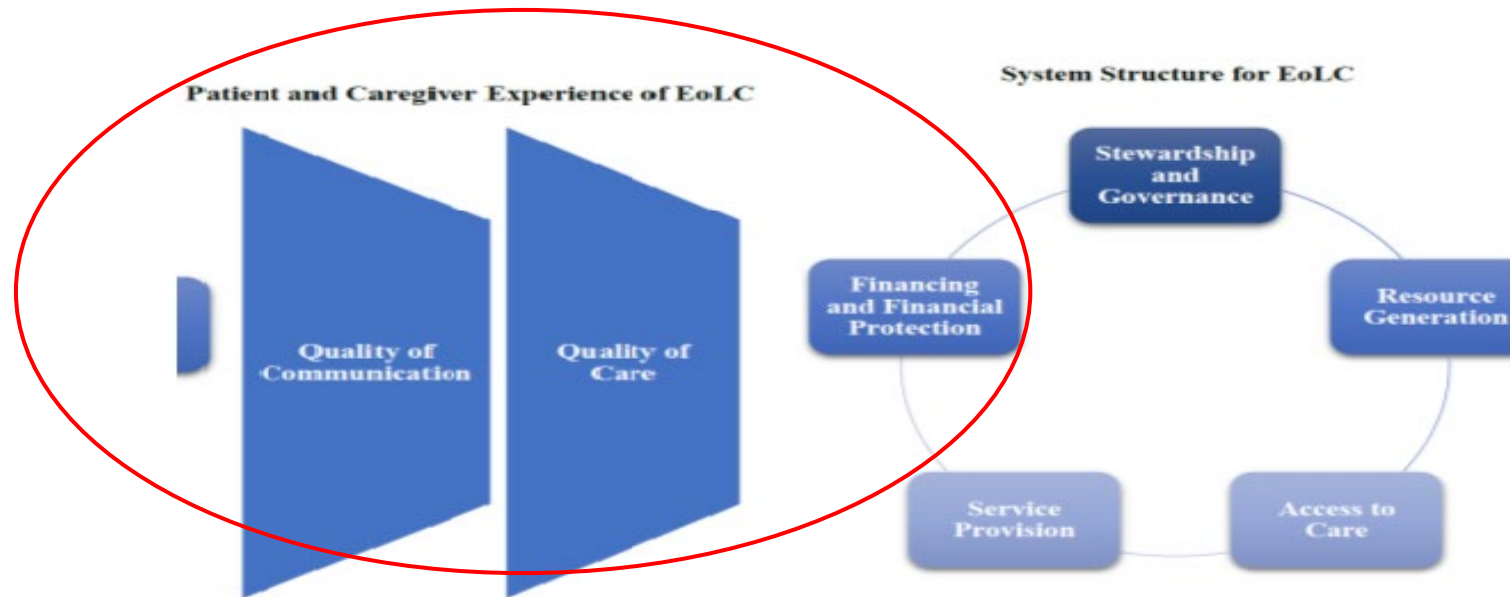 Patient and Caregiver Experience of EoLC
Quality of
Communication
Quality of
Care
System Structure for EoLC
Stewardship
and
Governance
Financing
and Financial
Protection
Resource
Generation
Service
Provision
Access to
Care